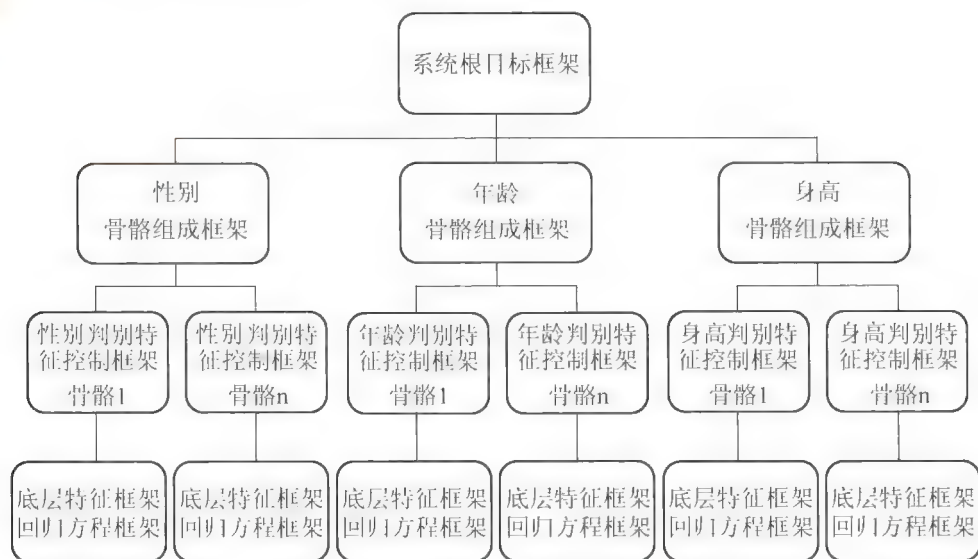 系统根目标框架
性别
骨骼组成框架
年龄
骨骼组成框架
身高
骨骼组成框架
性别判别特
征控制框架
骨骼1
性别判别特
征控制框架
骨骼n
年龄判别特
征控制框架
骨骼1
年龄判别特
征控制框架
骨骼n
身高判别特
征控制框架
骨骼1
身高判别特
征控制框架
骨骼n
底层特征框架
回归方程框架
底层特征框架
回归方程框架
底层特征框架
回归方程框架
底层特征框架
回归方程框架
底层特征框架
回归方程框架
底层特征框架
回归方程框架